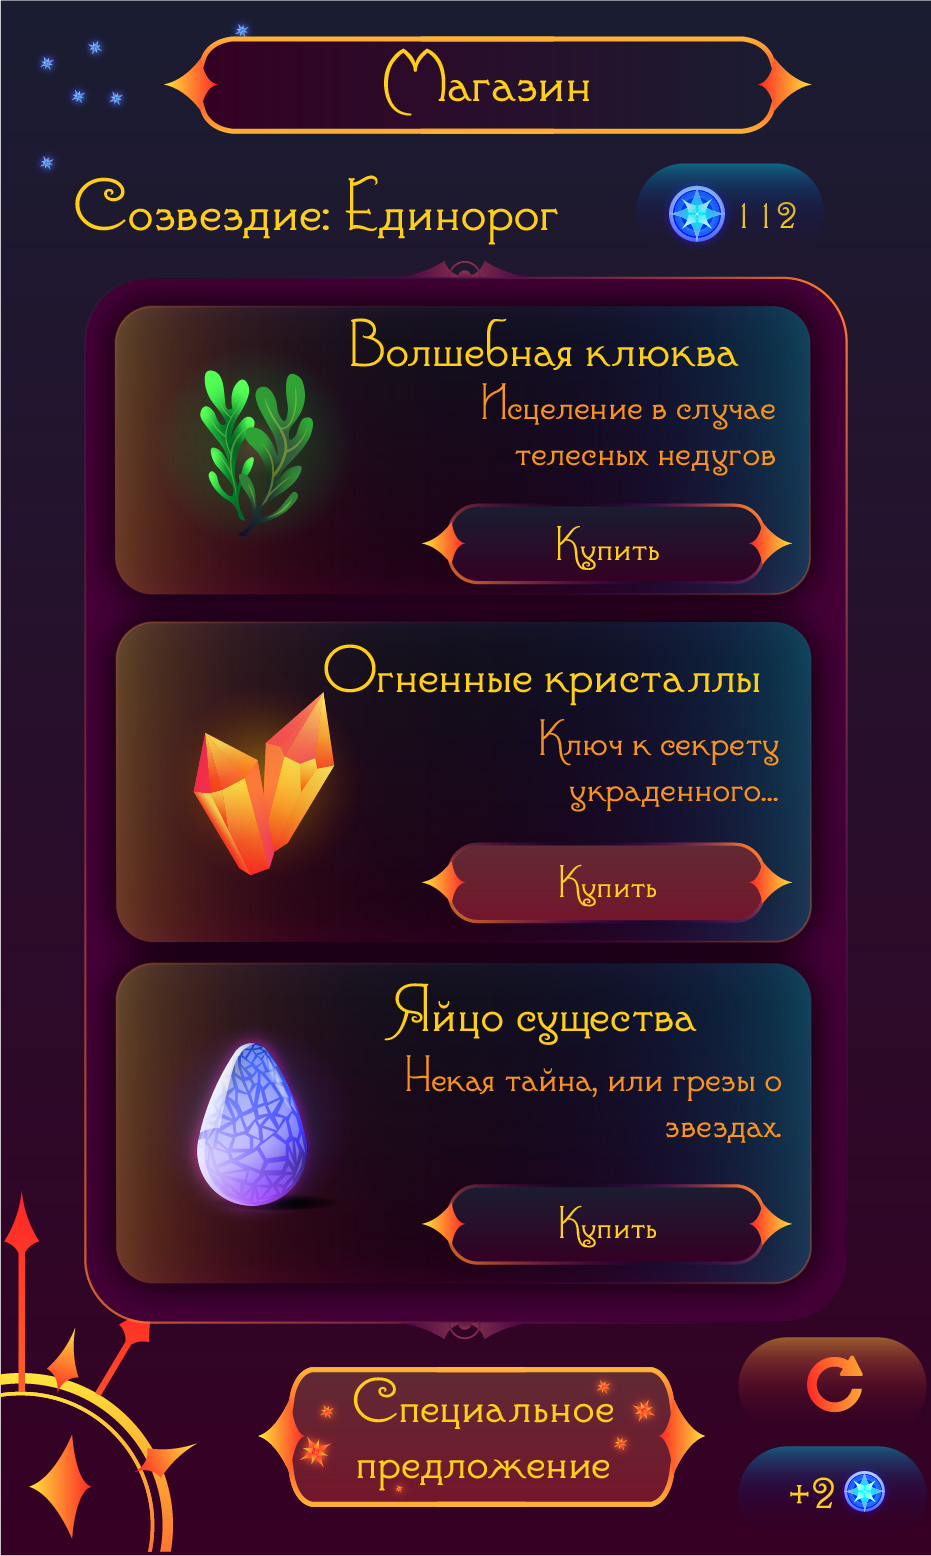 Магазин
Созвездие: Единорог
112
Волшебная клюква
Исцеление в случае
телесных недугов
Купить
Огненные кристаллы
Ключ к секрету
украденного...
Купить
Яйцо существа
Некая тайна, или грезы о
звездах.
Купить
Специальное
предложение
+2